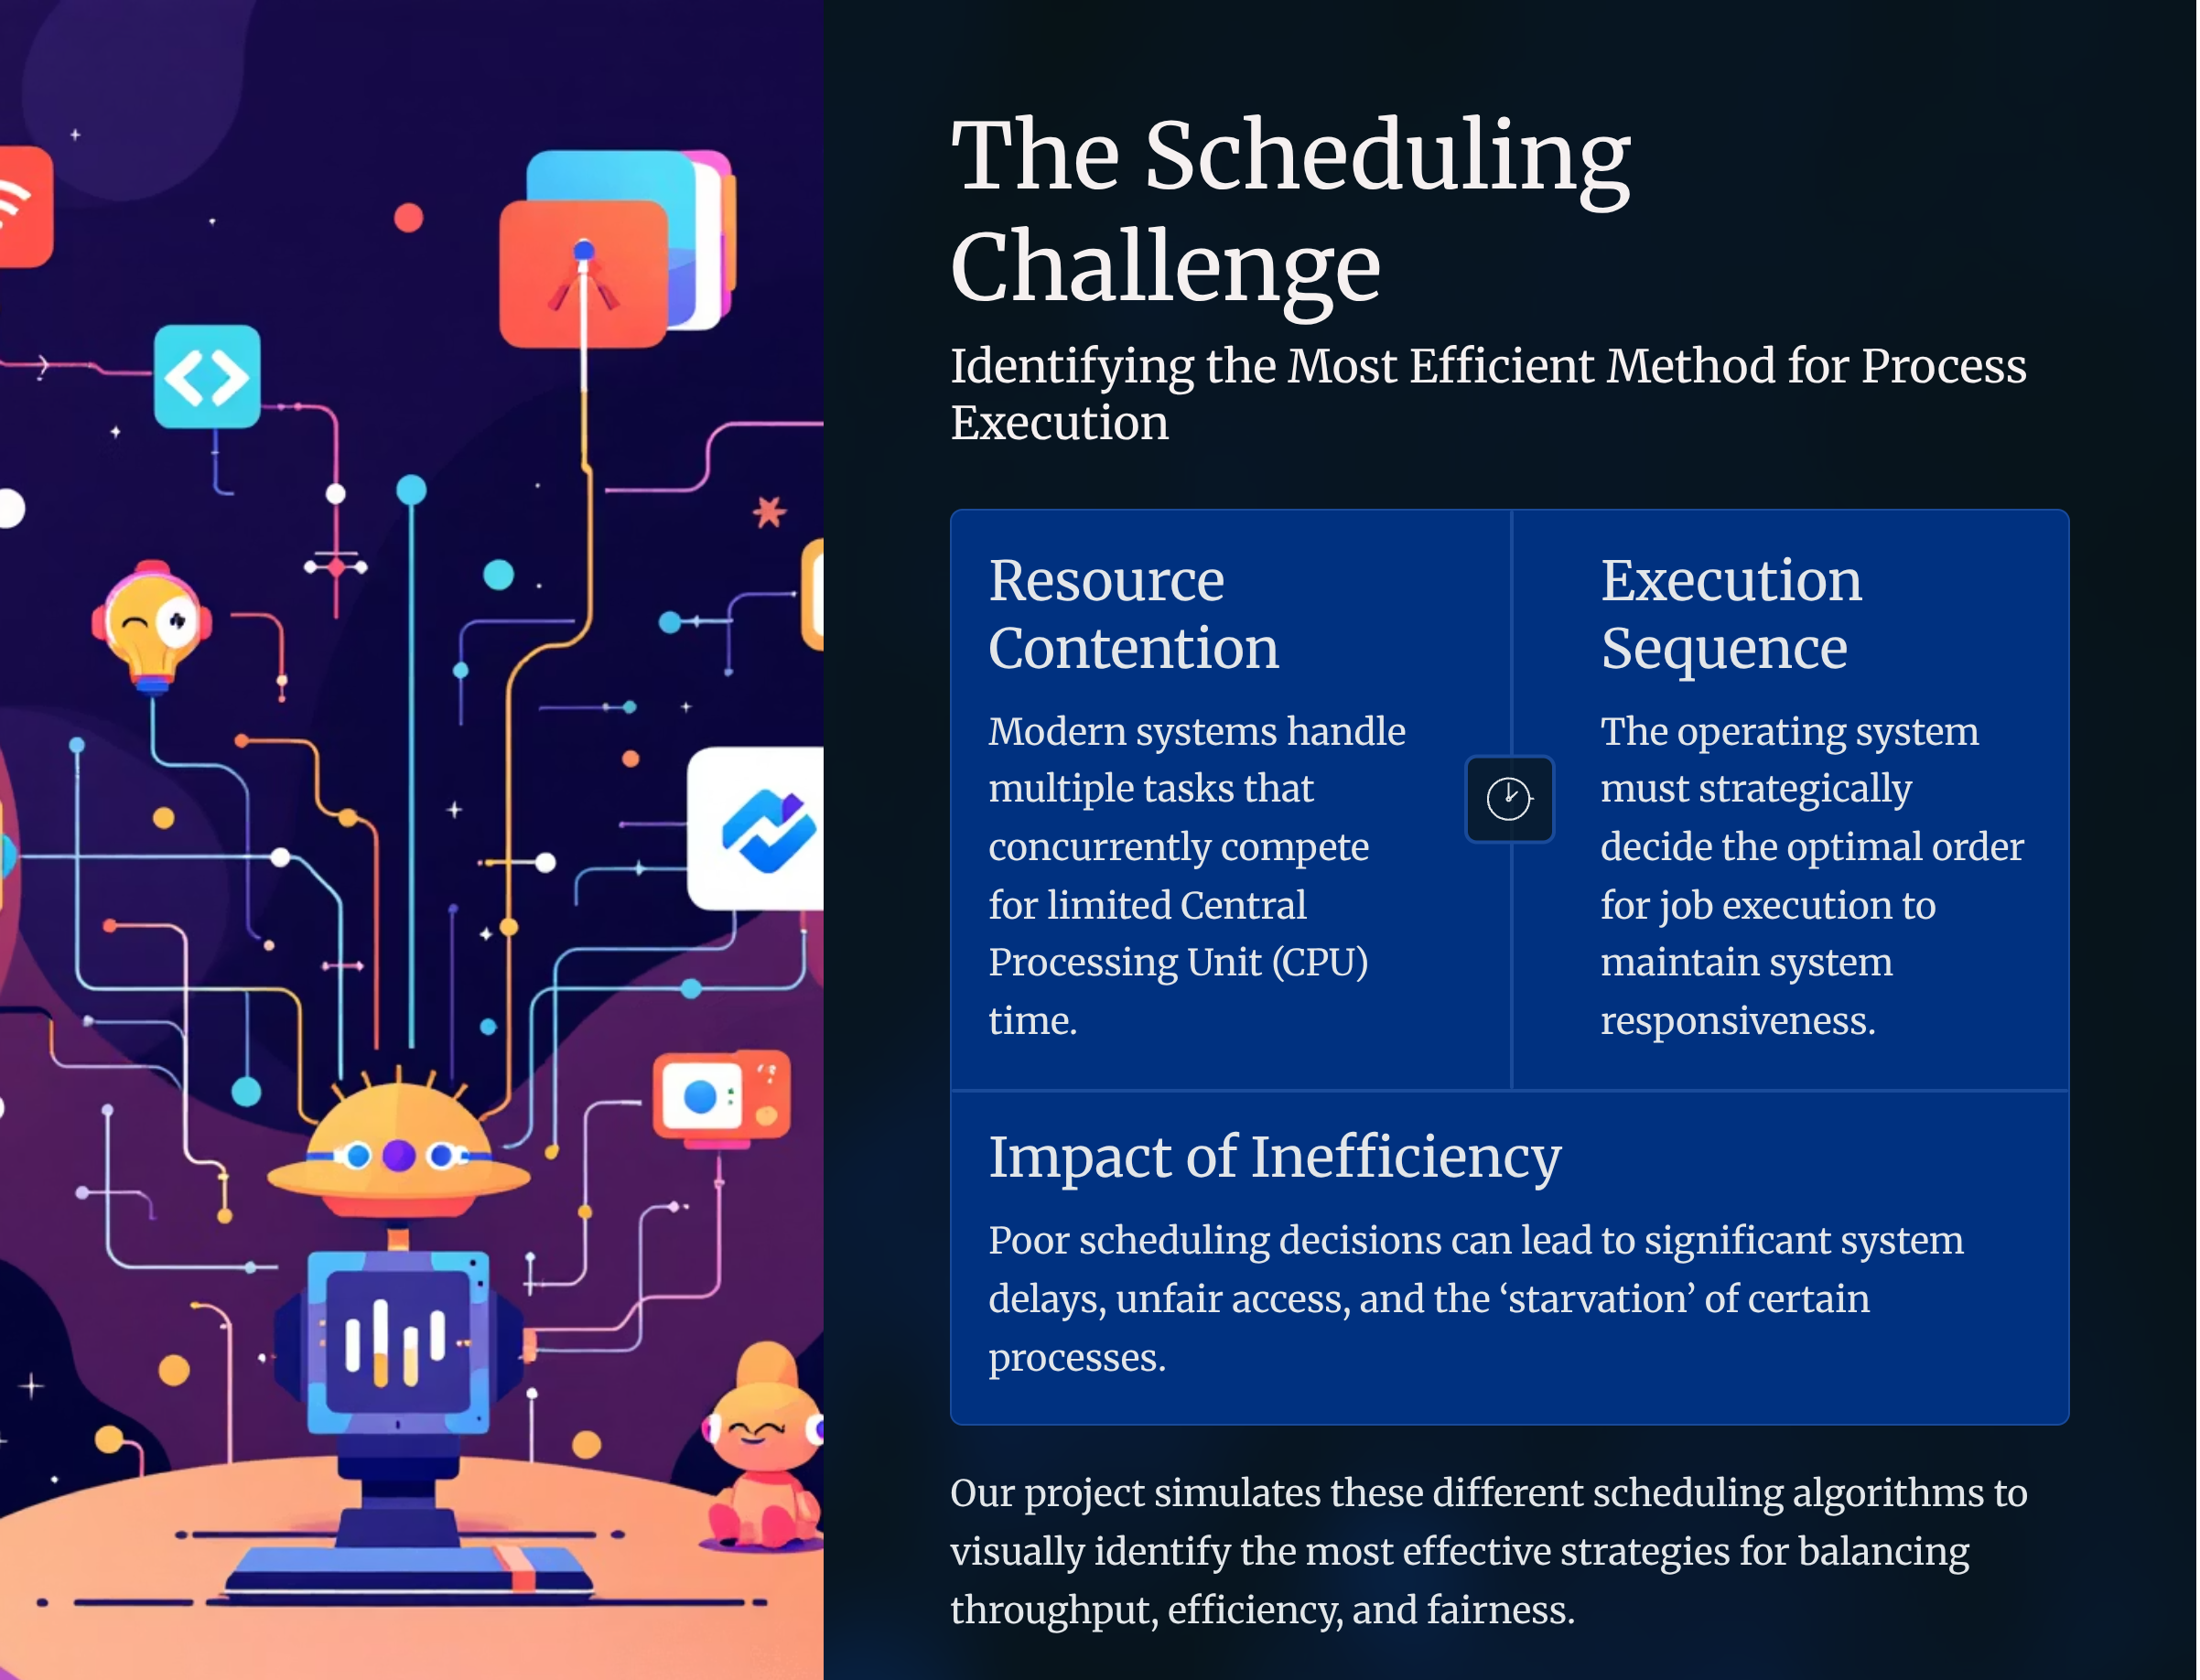 The Scheduling
Challenge
Identifying the Most Efficient Method for Process
Execution
Resource
Contention
Modern systems handle
multiple tasks that
concurrently compete
for limited Central
Processing Unit (CPU)
time.
Execution
Sequence
The operating system
must strategically
decide the optimal order
for job execution to
maintain system
responsiveness.
Impact of Inefficiency
Poor scheduling decisions can lead to significant system
delays, unfair access, and the ‘starvation’ of certain
processes.
Our project simulates these different scheduling algorithms to
visually identify the most effective strategies for balancing
throughput, efficiency, and fairness.